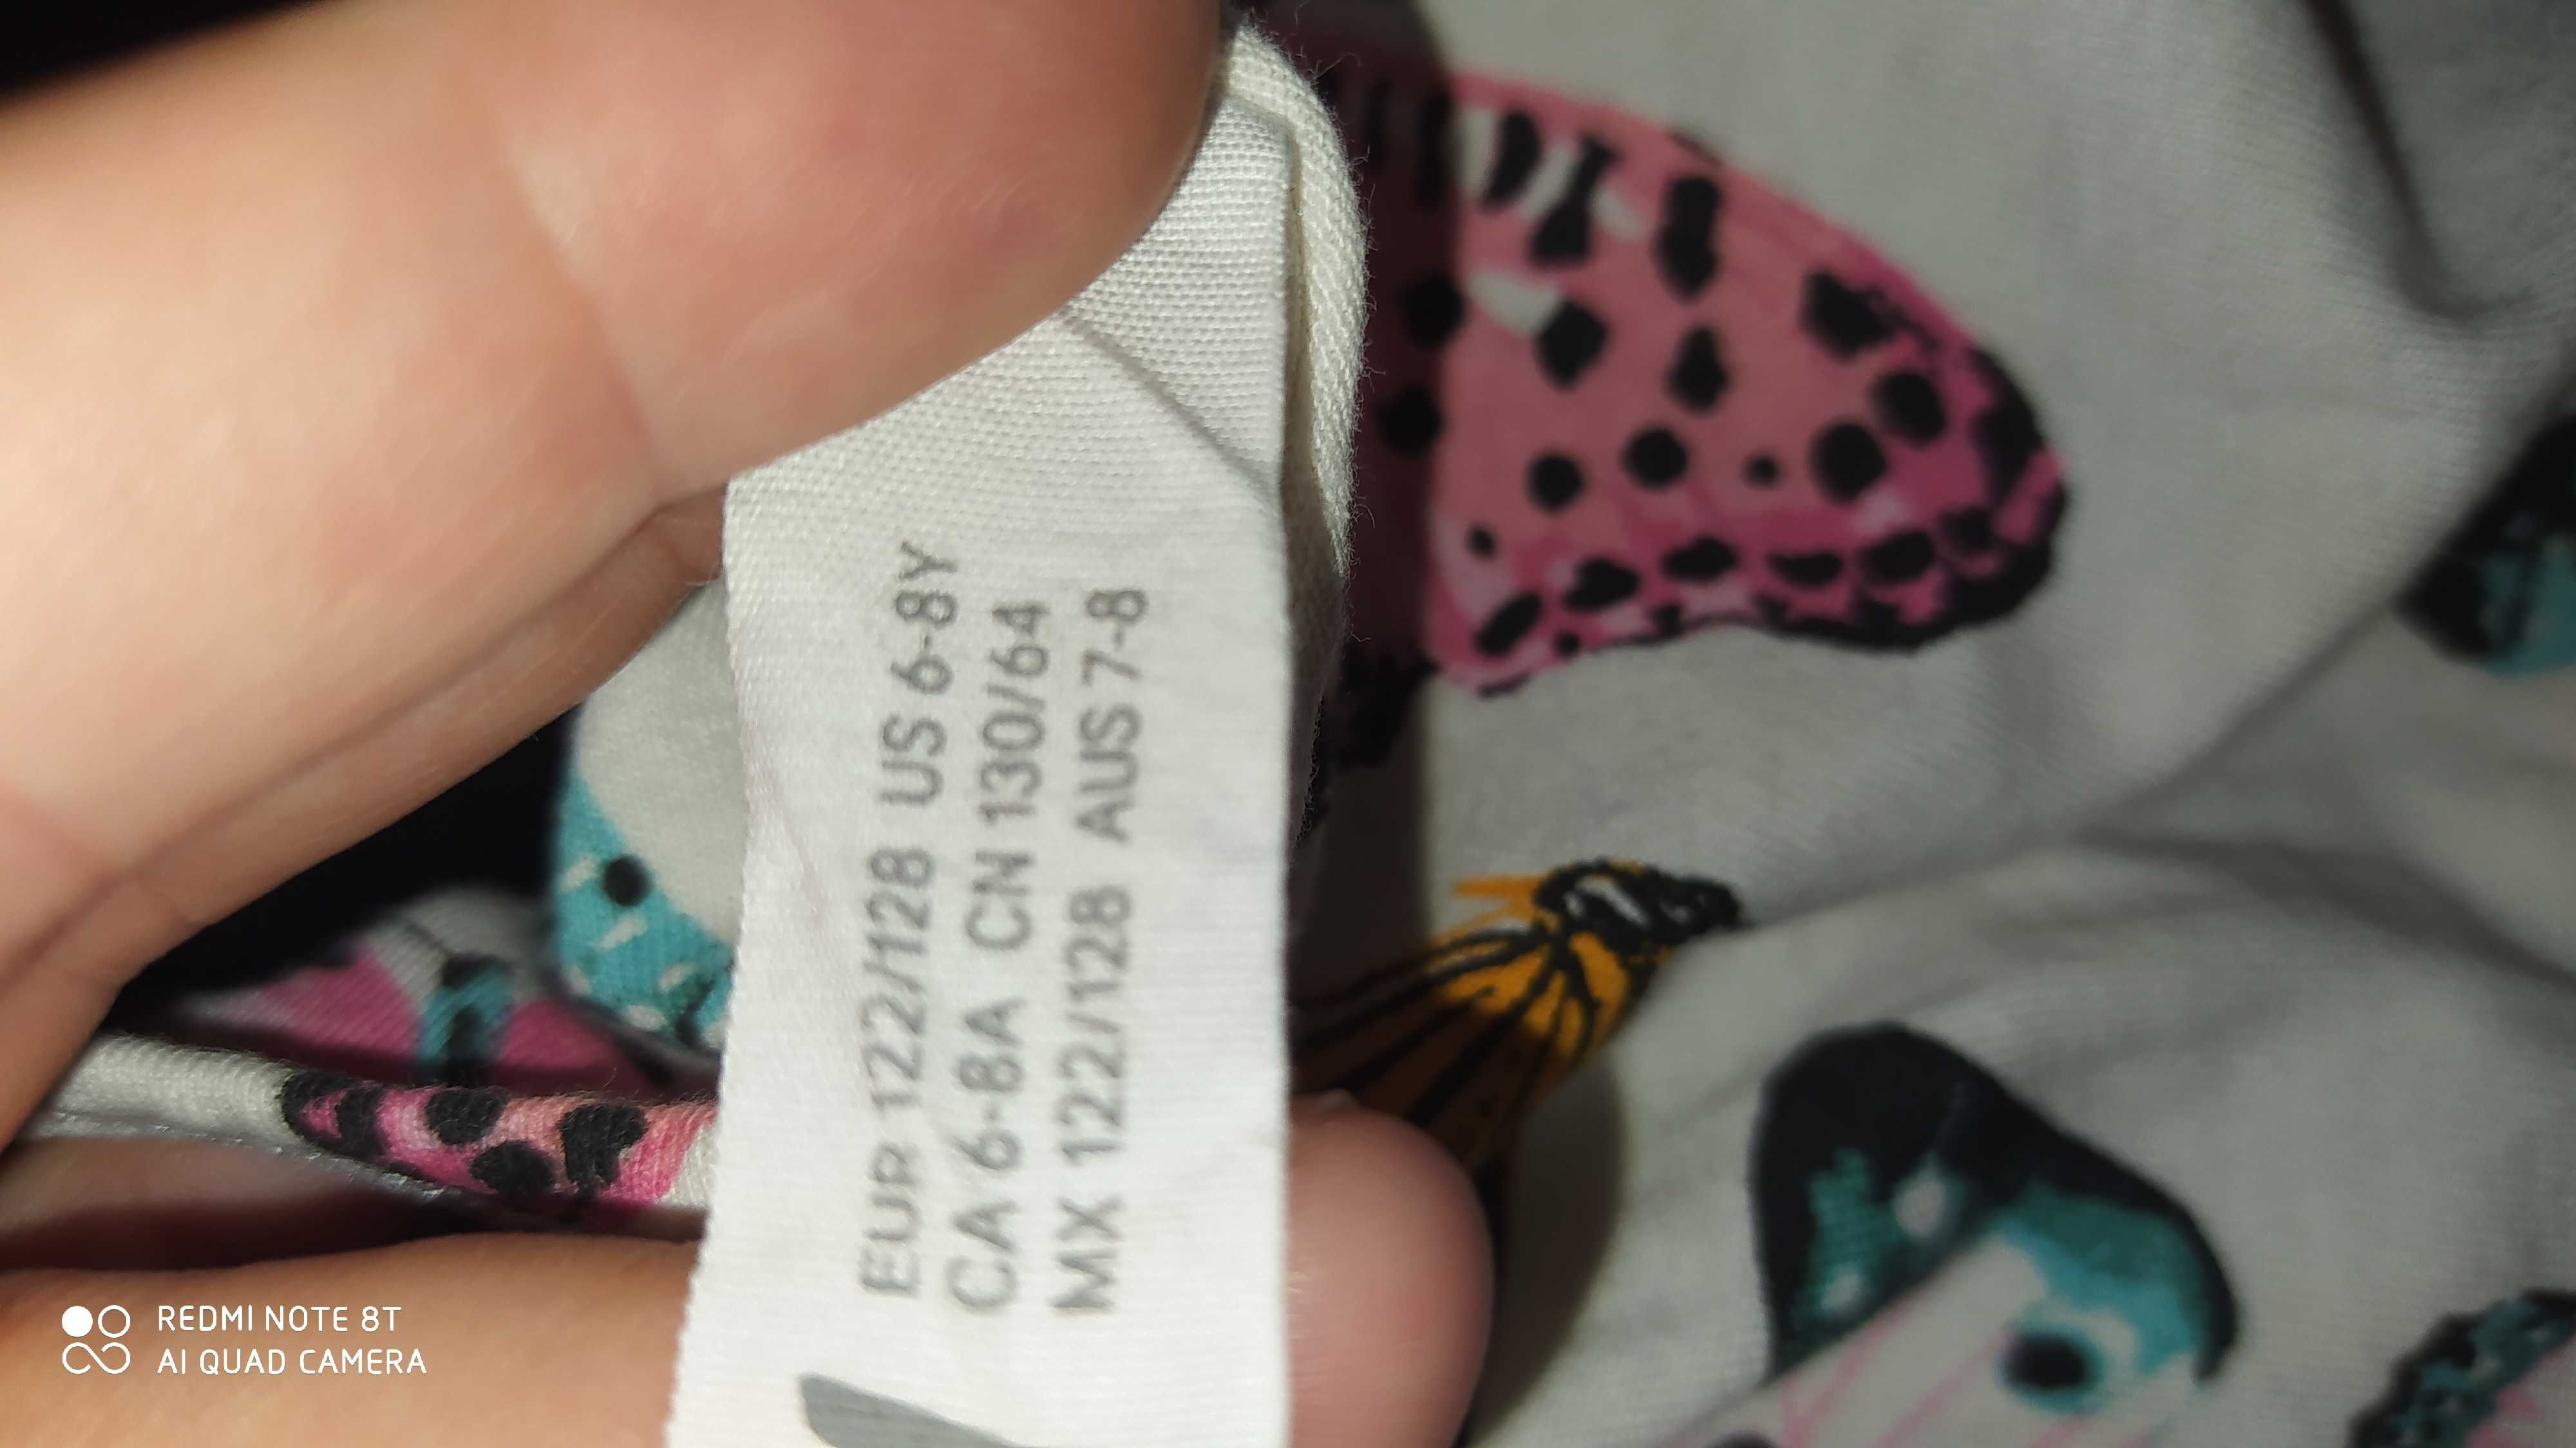 EUR 122/128 US 6-8Y
CA 6-8A CN 130/64
MX 122/128 AUS 7-8
REDMI NOTE 8T
AI QUAD CAMERA